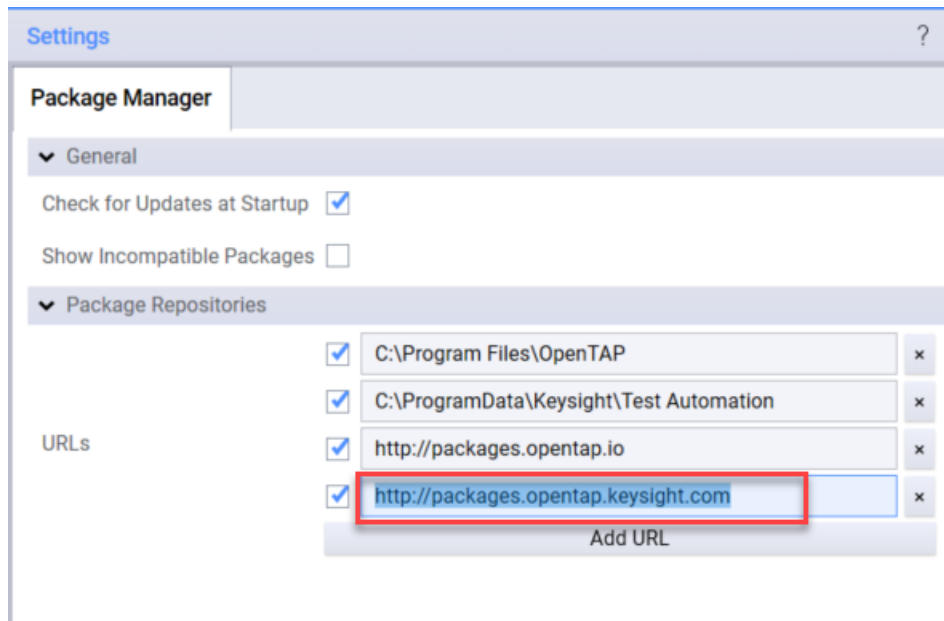 Settings ?
Package Manager
General
Check for Updates at Startup
Show Incompatible Packages
Package Repositories
C:\Program Files\OpenTAP ×
C:\ProgramData\Keysight\Test Automation ×
URLs
http://packages.opentap.io ×
http://packages.opentap.keysight.com ×
Add URL